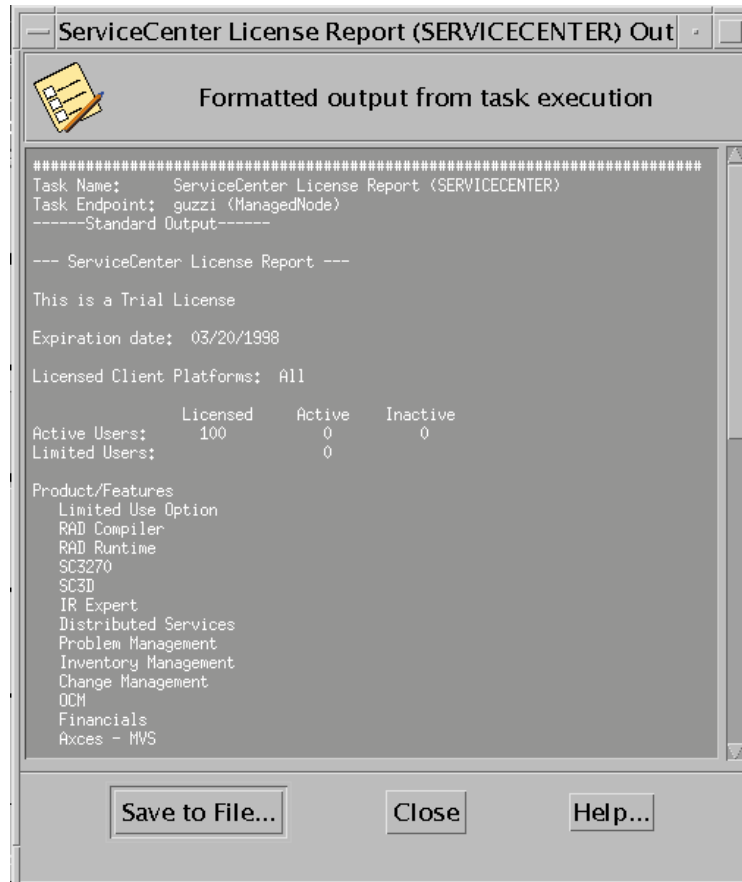 ServiceCenter License Report (SERVICECENTER) Out
Formatted output from task execution
############################################################################
Task Name:      ServiceCenter License Report (SERVICECENTER)
Task Endpoint:  guzzi (ManagedNode)
------Standard Output------
--- ServiceCenter License Report ---
This is a Trial License
Expiration date:  03/20/1998
Licensed Client Platforms:  All
Licensed     Active     Inactive
Active Users:      100           0          0
Limited Users:                   0
Product/Features
Limited Use Option
RAD Compiler
RAD Runtime
SC3270
SC3D
IR Expert
Distributed Services
Problem Management
Inventory Management
Change Management
OCM
Financials
Axces - MVS
Save to File... Close Help...